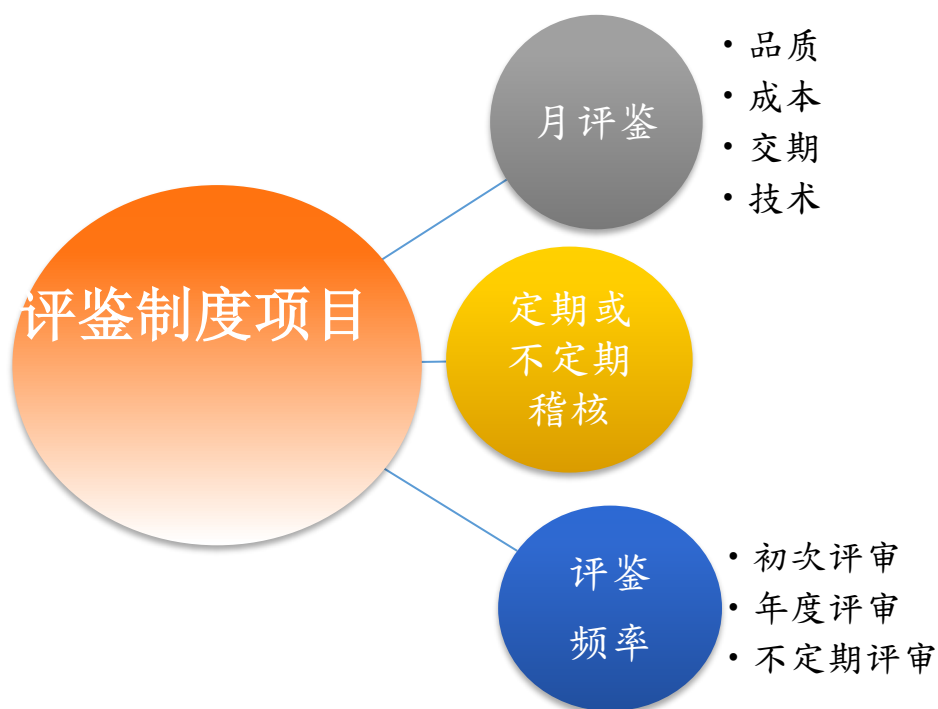 评鉴制度项目
月评鉴
• 品质
• 成本
• 交期
• 技术
定期或
不定期
稽核
评鉴
频率
• 初次评审
• 年度评审
• 不定期评审